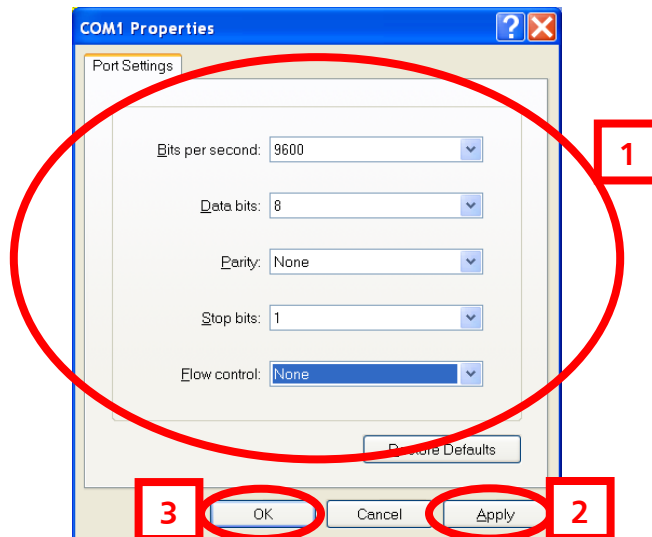 COM1 Properties
Port Settings
1
Bits per second: 9600
Data bits: 8
Parity: None
Stop bits: 1
Flow control: None
Restore Defaults
3 OK Cancel Apply 2